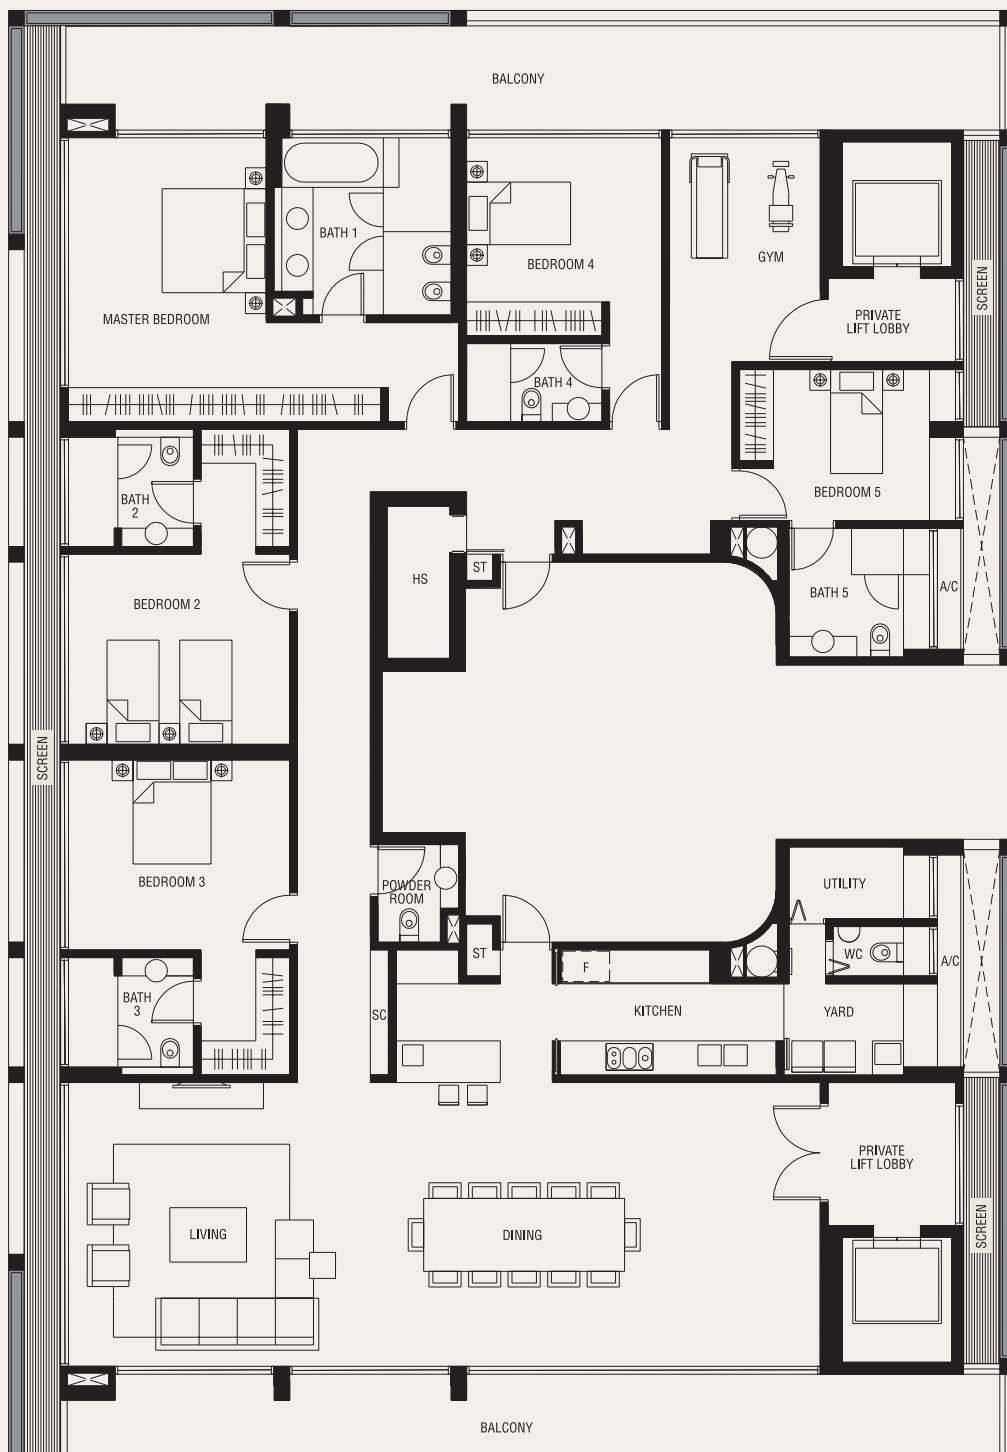 BALCONY
BATH 1
BEDROOM 4
GYM
SCREEN
MASTER BEDROOM
PRIVATE
LIFT LOBBY
BATH 4
BEDROOM 5
BATH
2
HS
ST
BEDROOM 2
BATH 5
A/C
SCREEN
BEDROOM 3
POWDER
ROOM
UTILITY
ST
F
WC
A/C
BATH
3
SC
KITCHEN
YARD
PRIVATE
LIFT LOBBY
LIVING
DINING
SCREEN
BALCONY